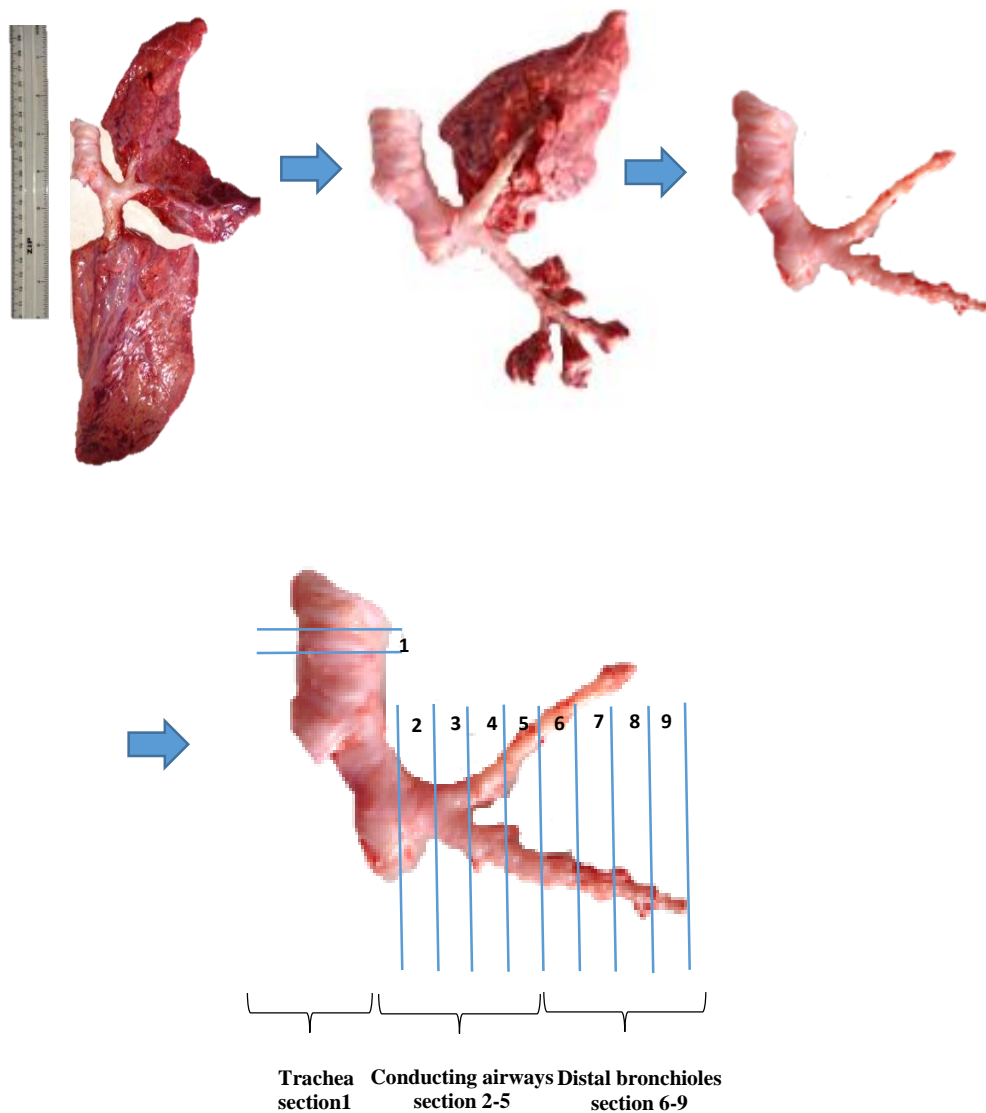 ZIP
1
2 3 4 5 6 7 8 9
Trachea
section1
Conducting airways
section 2-5
Distal bronchioles
section 6-9